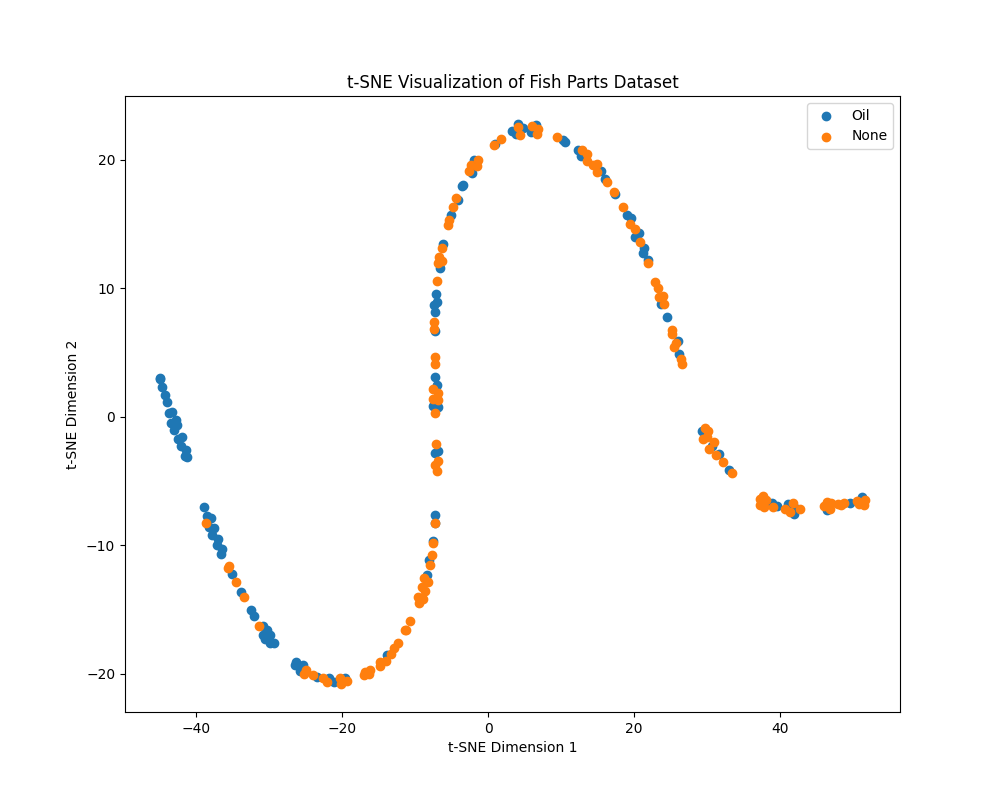 t-SNE Visualization of Fish Parts Dataset
Oil
None
20
10
0
−10
−20
t-SNE Dimension 2
−40
−20
0
20
40
t-SNE Dimension 1